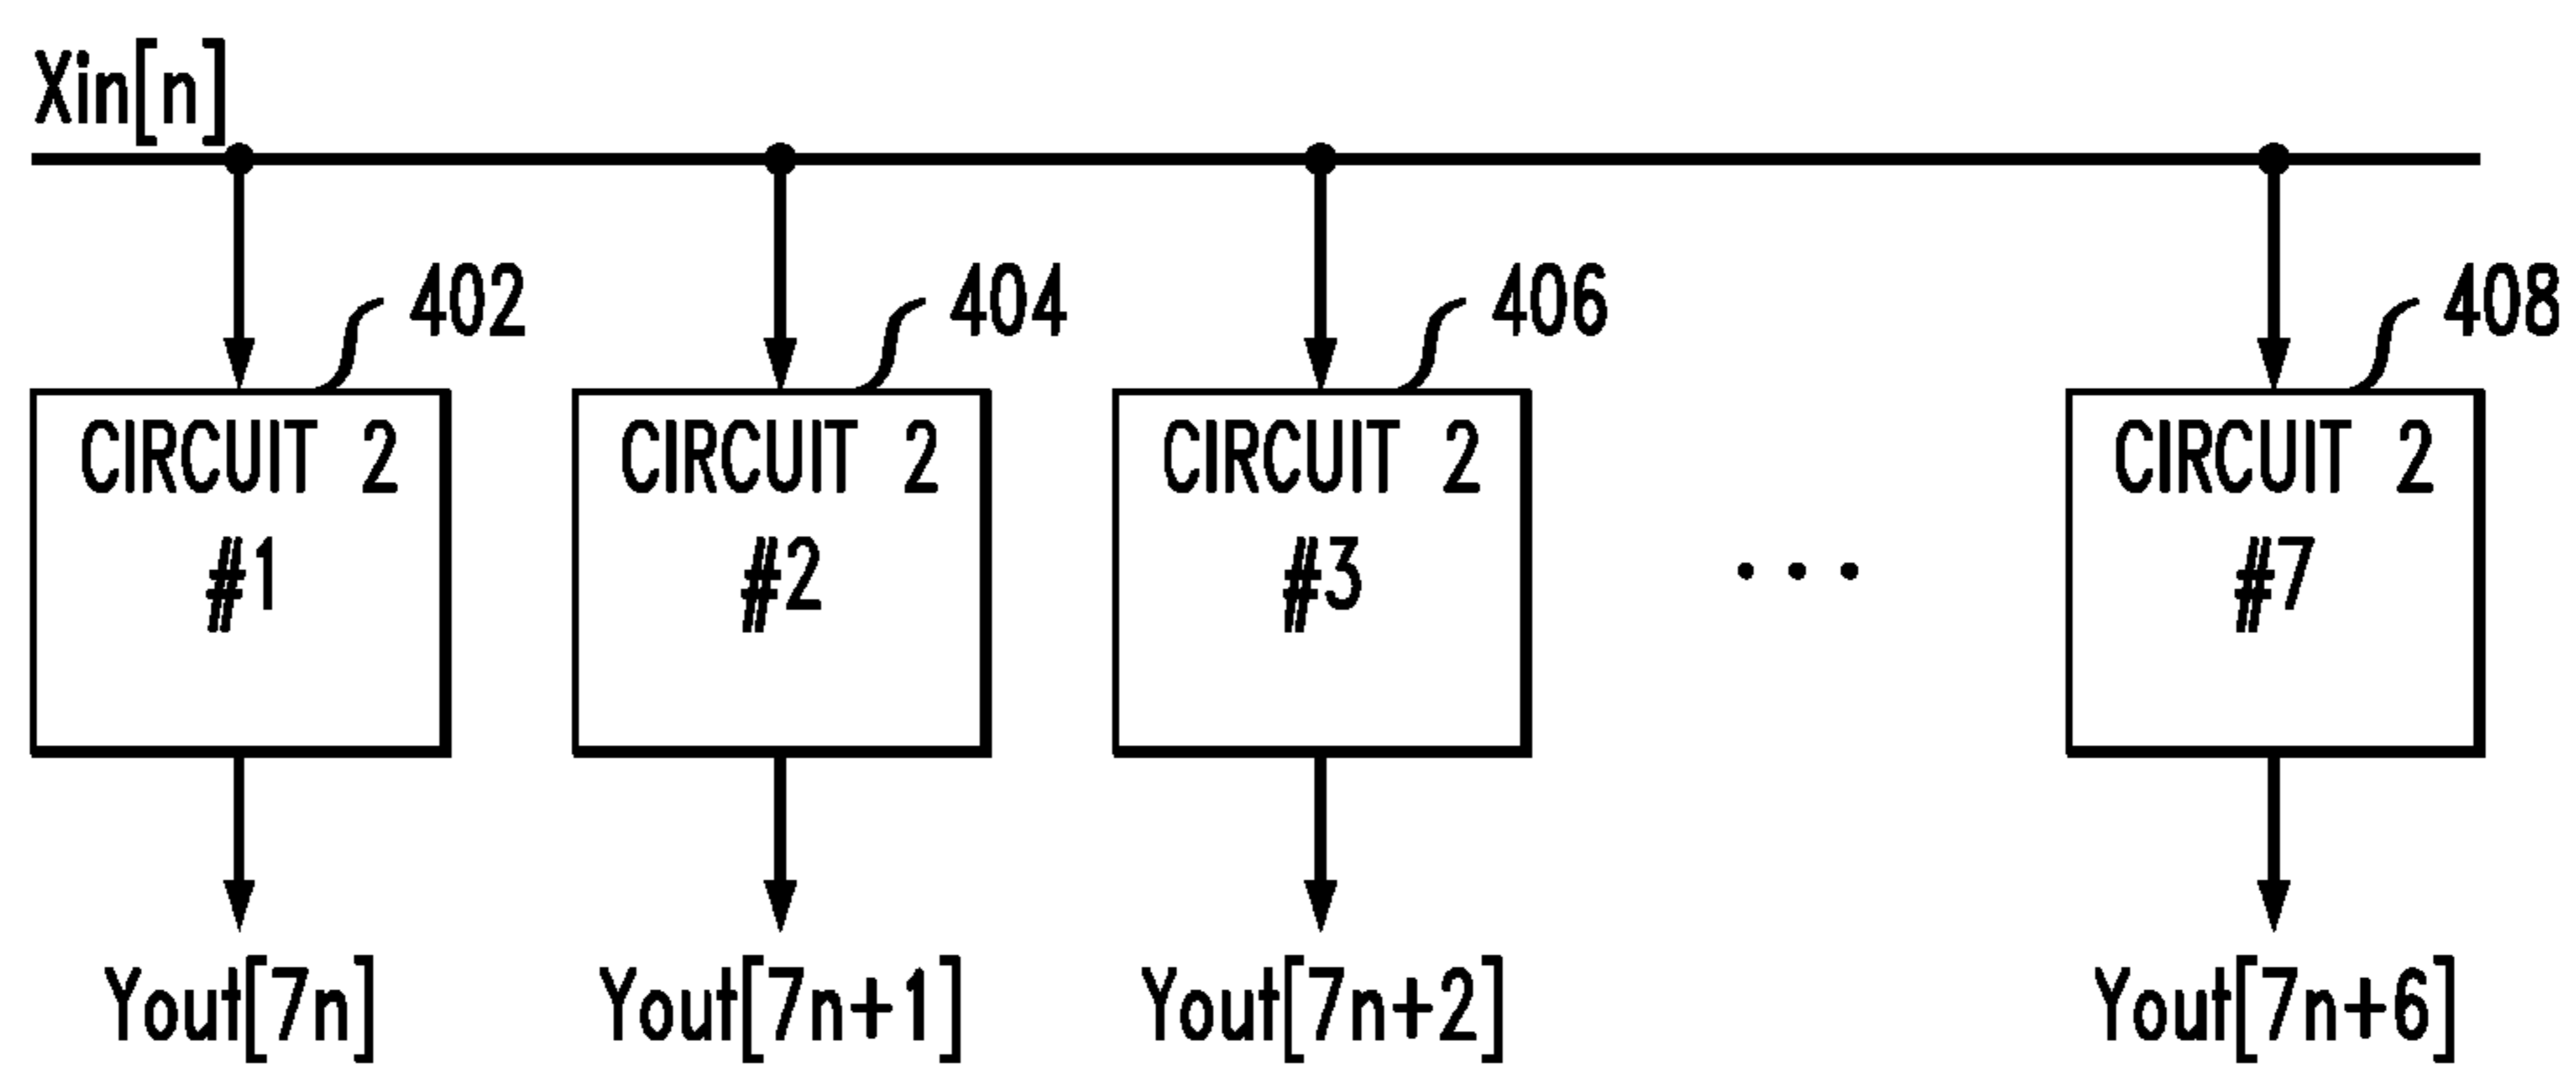 Xin[n]
402
404
406
408
CIRCUIT 2
#1
CIRCUIT 2
#2
CIRCUIT 2
#3
. . .
CIRCUIT 2
#7
Yout[7n]
Yout[7n+1]
Yout[7n+2]
Yout[7n+6]